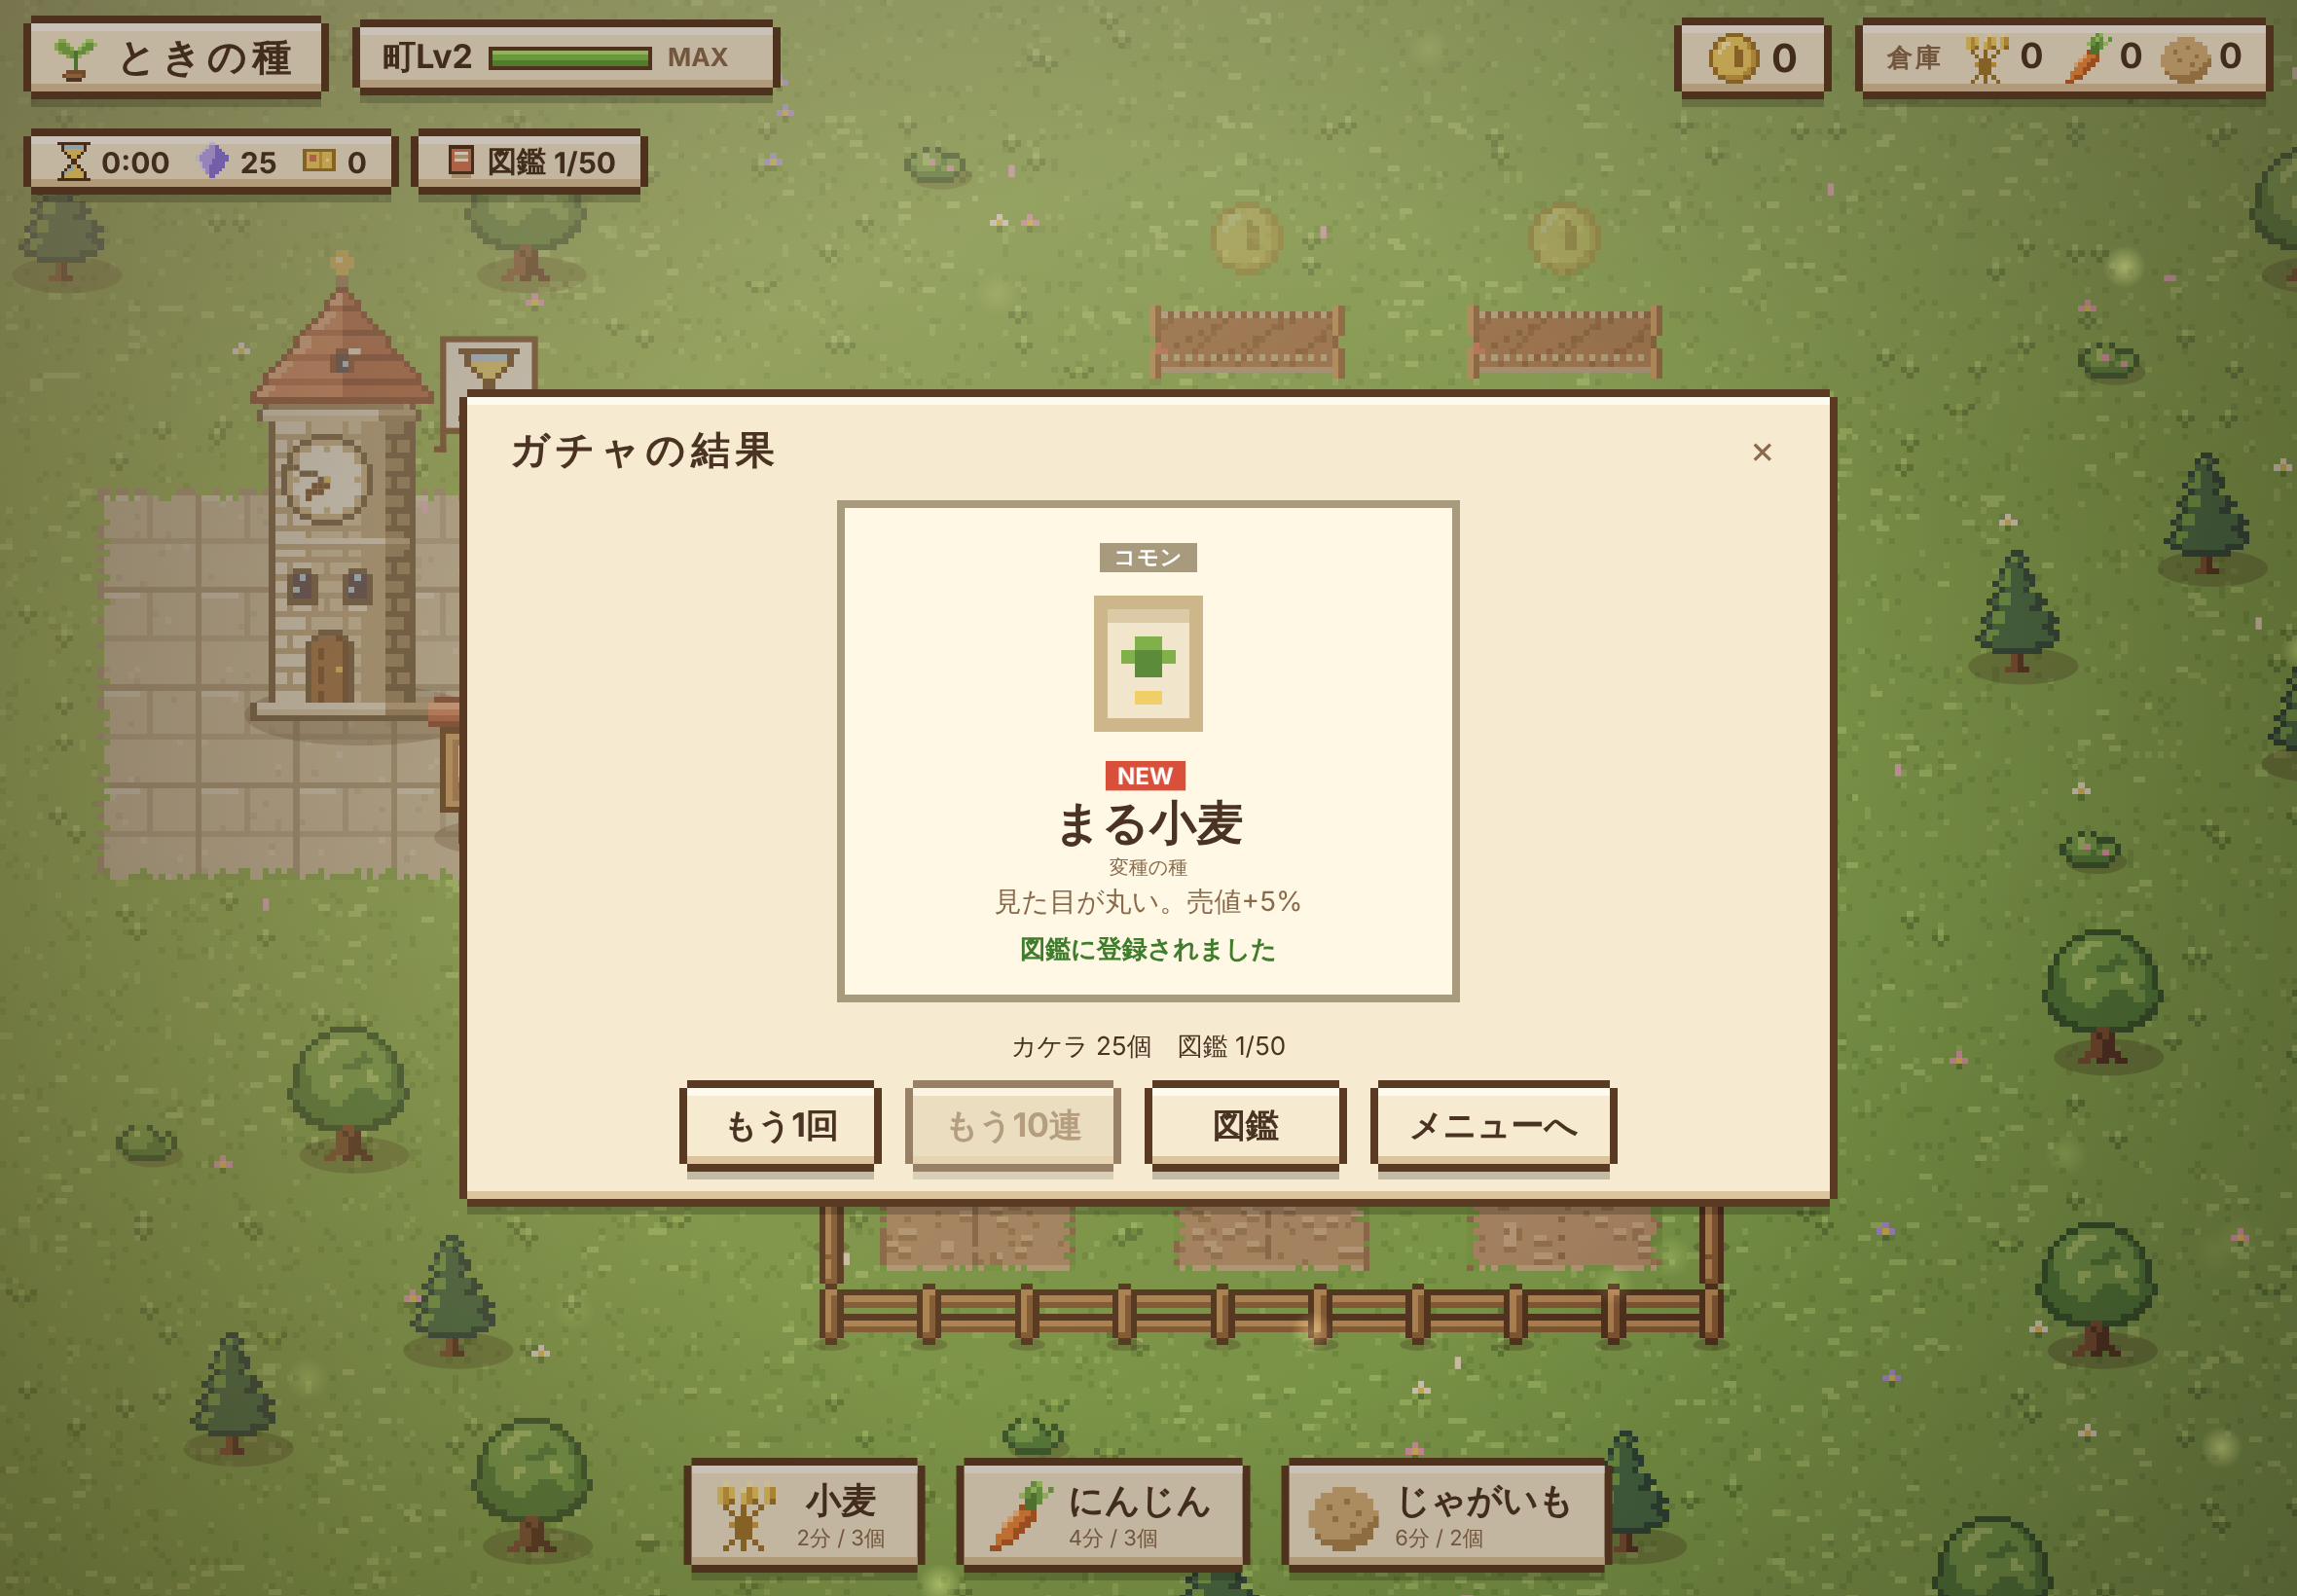 ときの種
町Lv2 MAX
0
倉庫 0 0 0
0:00 25 0
図鑑 1/50
ガチャの結果
×
コモン
NEW
まる小麦
変種の種
見た目が丸い。売値+5%
図鑑に登録されました
カケラ 25個 図鑑 1/50
もう1回
もう10連
図鑑
メニューへ
小麦
2分 / 3個
にんじん
4分 / 3個
じゃがいも
6分 / 2個